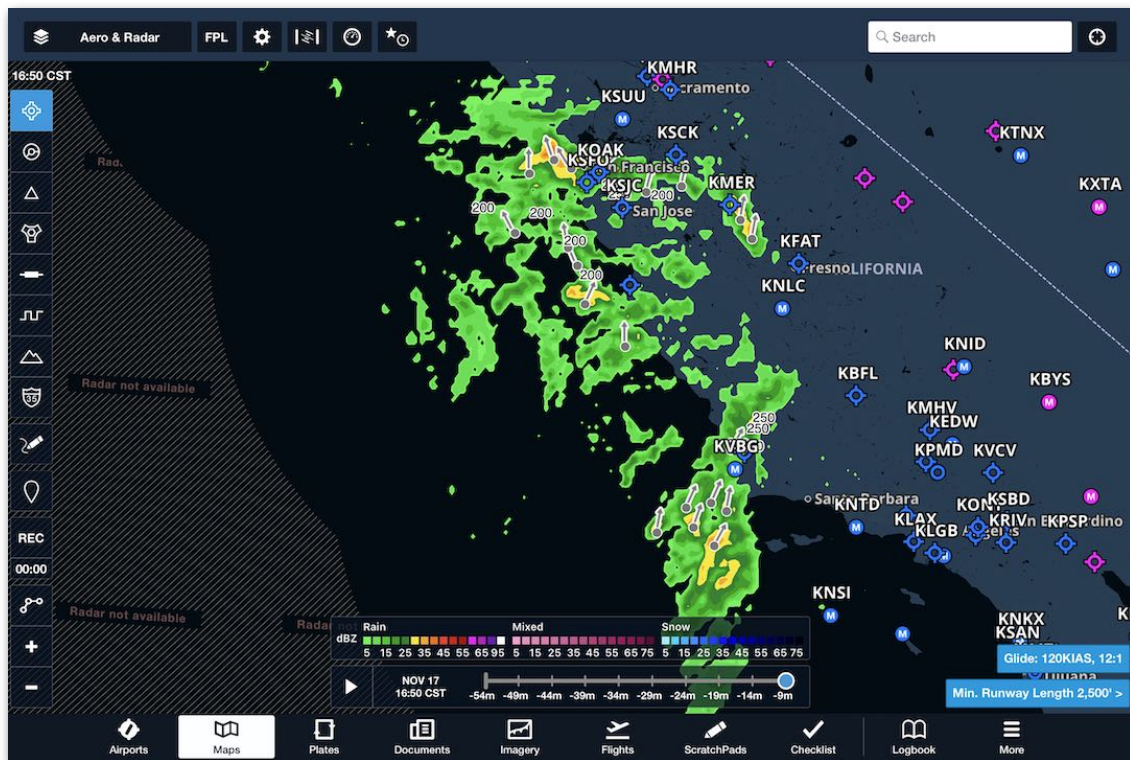 Aero & Radar
FPL
Search
16:50 CST
KMHR
Sacramento
KSUU
KTNX
KSCK
KOAK
KSFO
San Francisco
KXTA
KSJC
KMER
200
200
200
200
200
San Jose
KFAT
Fresno
CALIFORNIA
KNLC
Radar not available
KNID
KBFL
KBYS
KMHV
KEDW
250
250
KVBG
KPMD
KVCV
Santa Barbara
KNTD
KONT
KSBD
KLAX
KRIV
San Bernardino
KPSP
KLGB
Angeles
REC
00:00
KNSI
Radar not available
KNKX
KSAN
Tijuana
35
Rain
Mixed
Snow
dBZ
5 15 25 35 45 55 65 95
5 15 25 35 45 55 65 75
5 15 25 35 45 55 65 75
Glide: 120KIAS, 12:1
Min. Runway Length 2,500' >
NOV 17
16:50 CST
-54m -49m -44m -39m -34m -29m -24m -19m -14m -9m
Airports
Maps
Plates
Documents
Imagery
Flights
ScratchPads
Checklist
Logbook
More